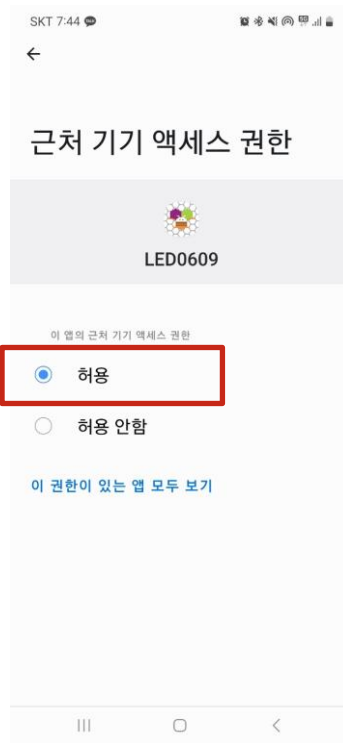 SKT 7:44
←
근처 기기 액세스 권한
LED0609
이 앱의 근처 기기 액세스 권한
허용
허용 안함
이 권한이 있는 앱 모두 보기